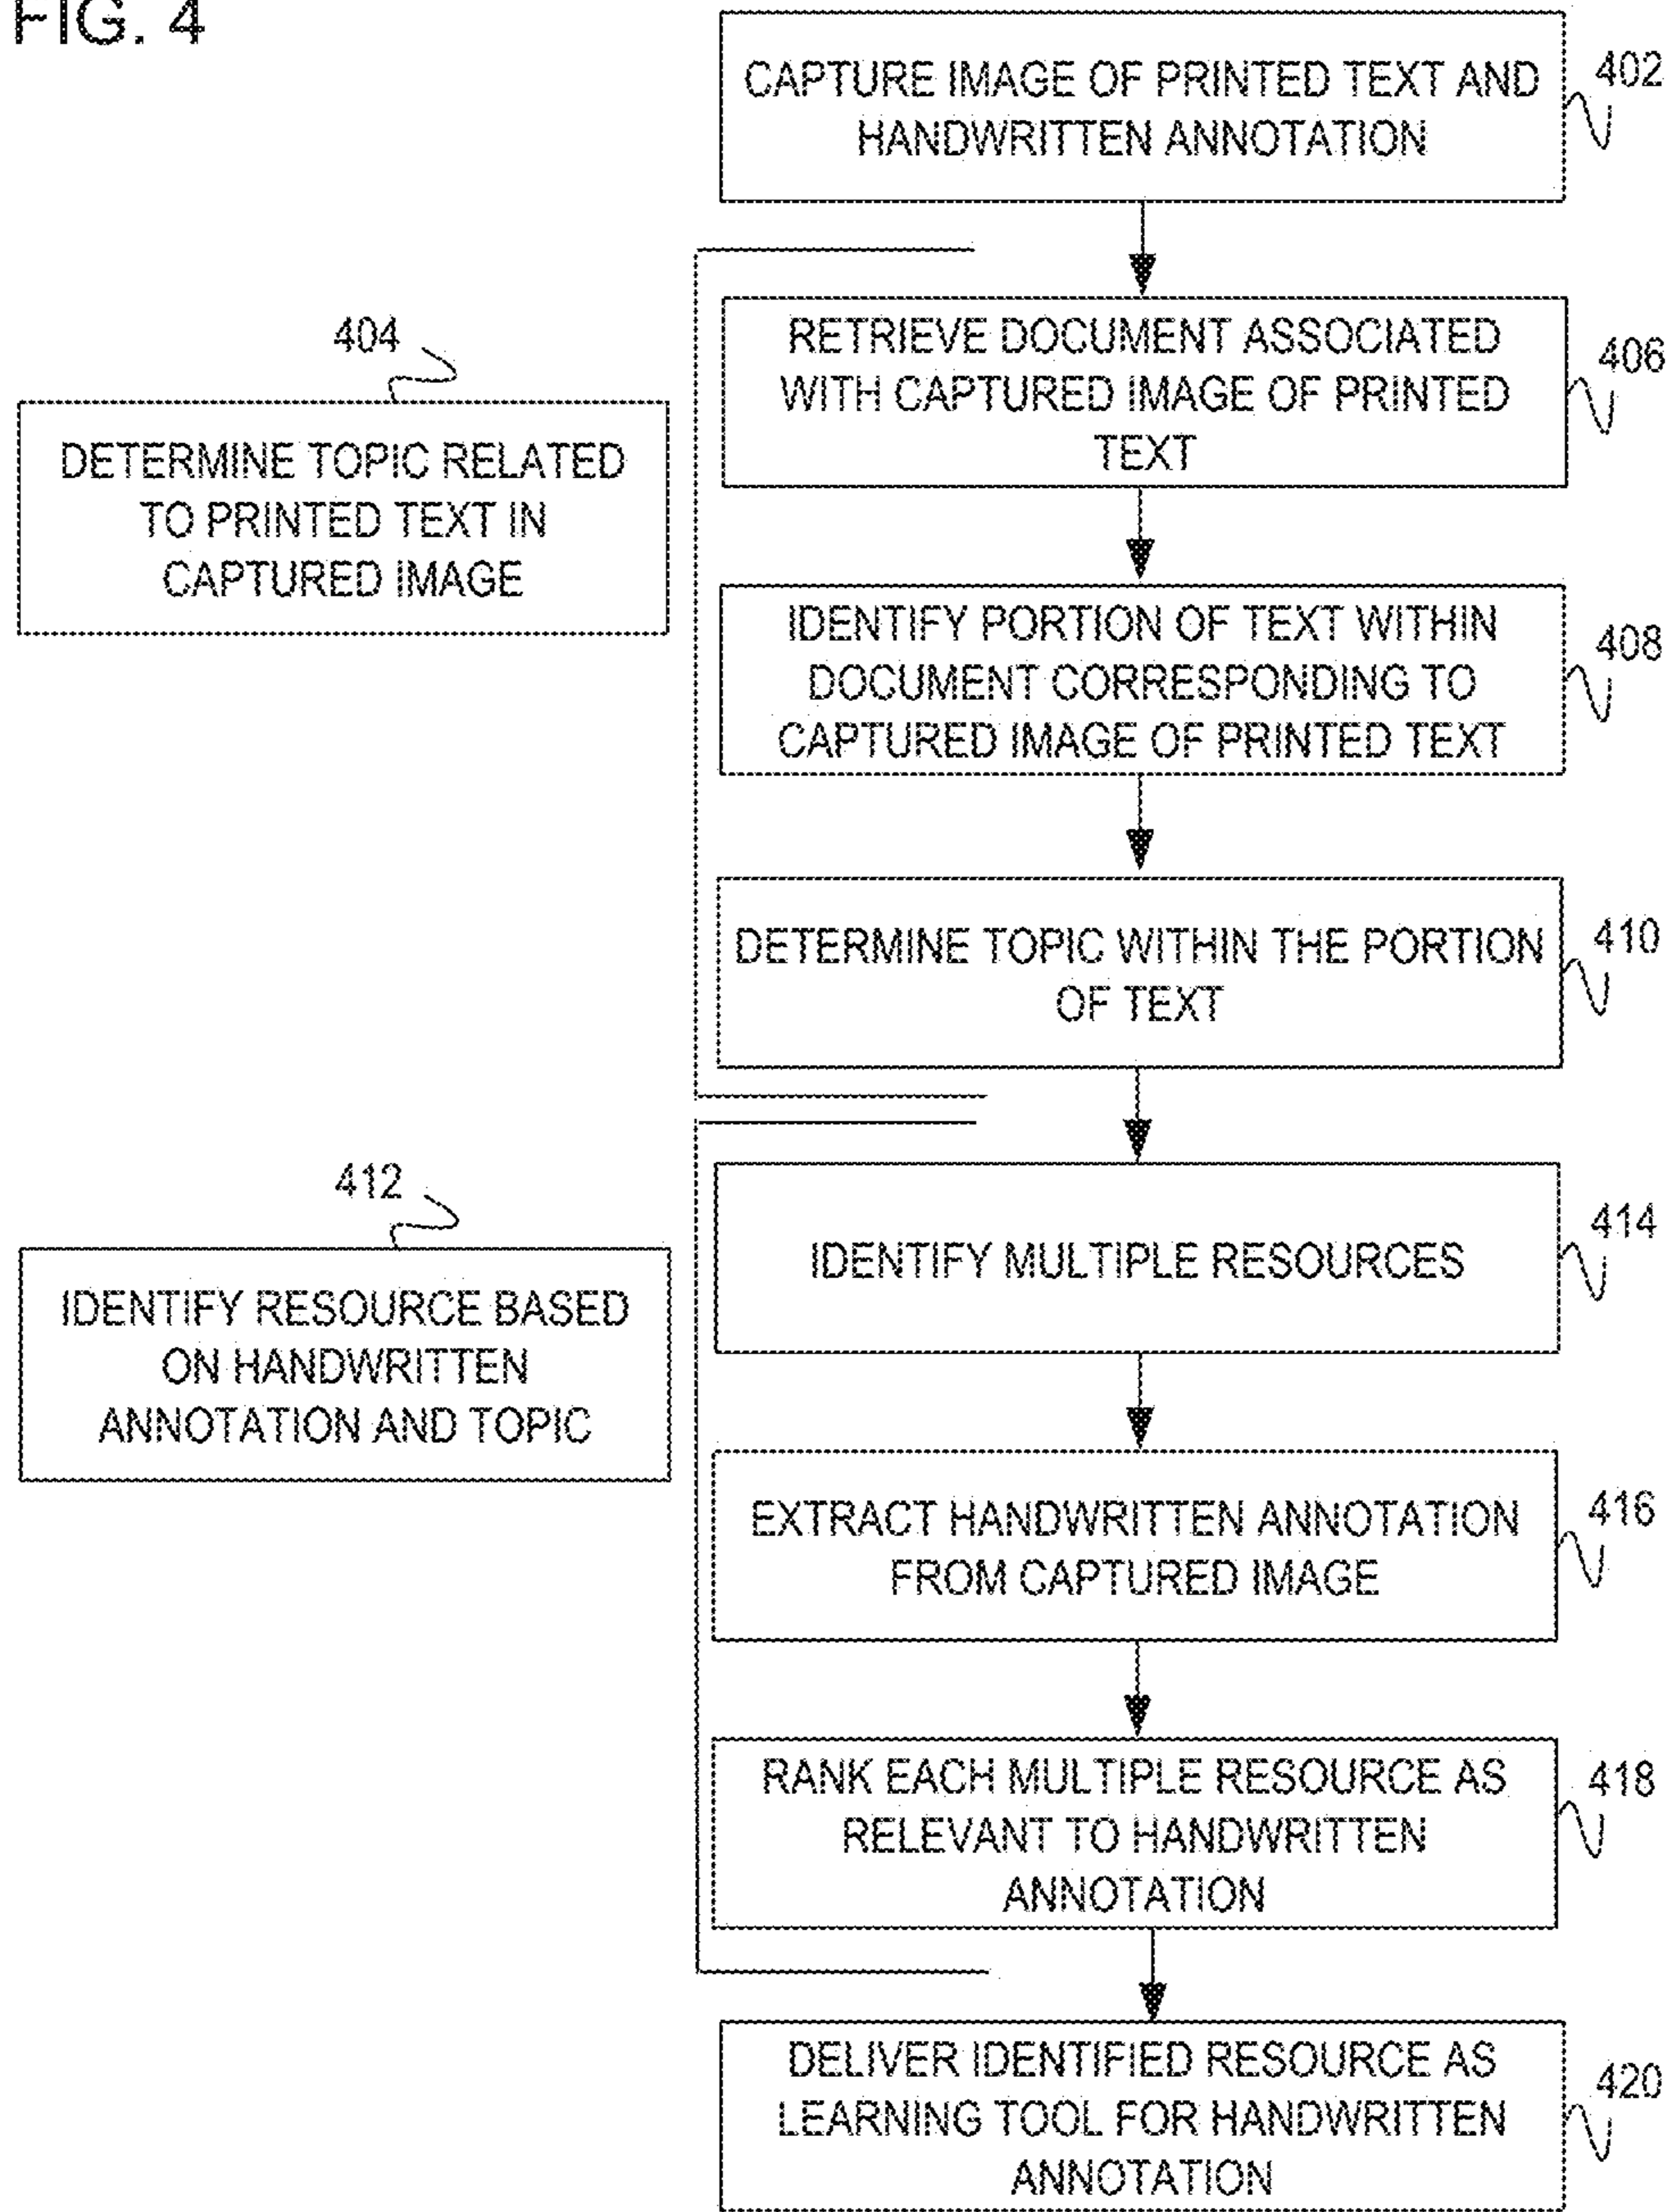 FIG. 4
CAPTURE IMAGE OF PRINTED TEXT AND
HANDWRITTEN ANNOTATION
402
404
DETERMINE TOPIC RELATED
TO PRINTED TEXT IN
CAPTURED IMAGE
RETRIEVE DOCUMENT ASSOCIATED
WITH CAPTURED IMAGE OF PRINTED
TEXT
406
IDENTIFY PORTION OF TEXT WITHIN
DOCUMENT CORRESPONDING TO
CAPTURED IMAGE OF PRINTED TEXT
408
DETERMINE TOPIC WITHIN THE PORTION
OF TEXT
410
412
IDENTIFY RESOURCE BASED
ON HANDWRITTEN
ANNOTATION AND TOPIC
IDENTIFY MULTIPLE RESOURCES
414
EXTRACT HANDWRITTEN ANNOTATION
FROM CAPTURED IMAGE
416
RANK EACH MULTIPLE RESOURCE AS
RELEVANT TO HANDWRITTEN
ANNOTATION
418
DELIVER IDENTIFIED RESOURCE AS
LEARNING TOOL FOR HANDWRITTEN
ANNOTATION
420